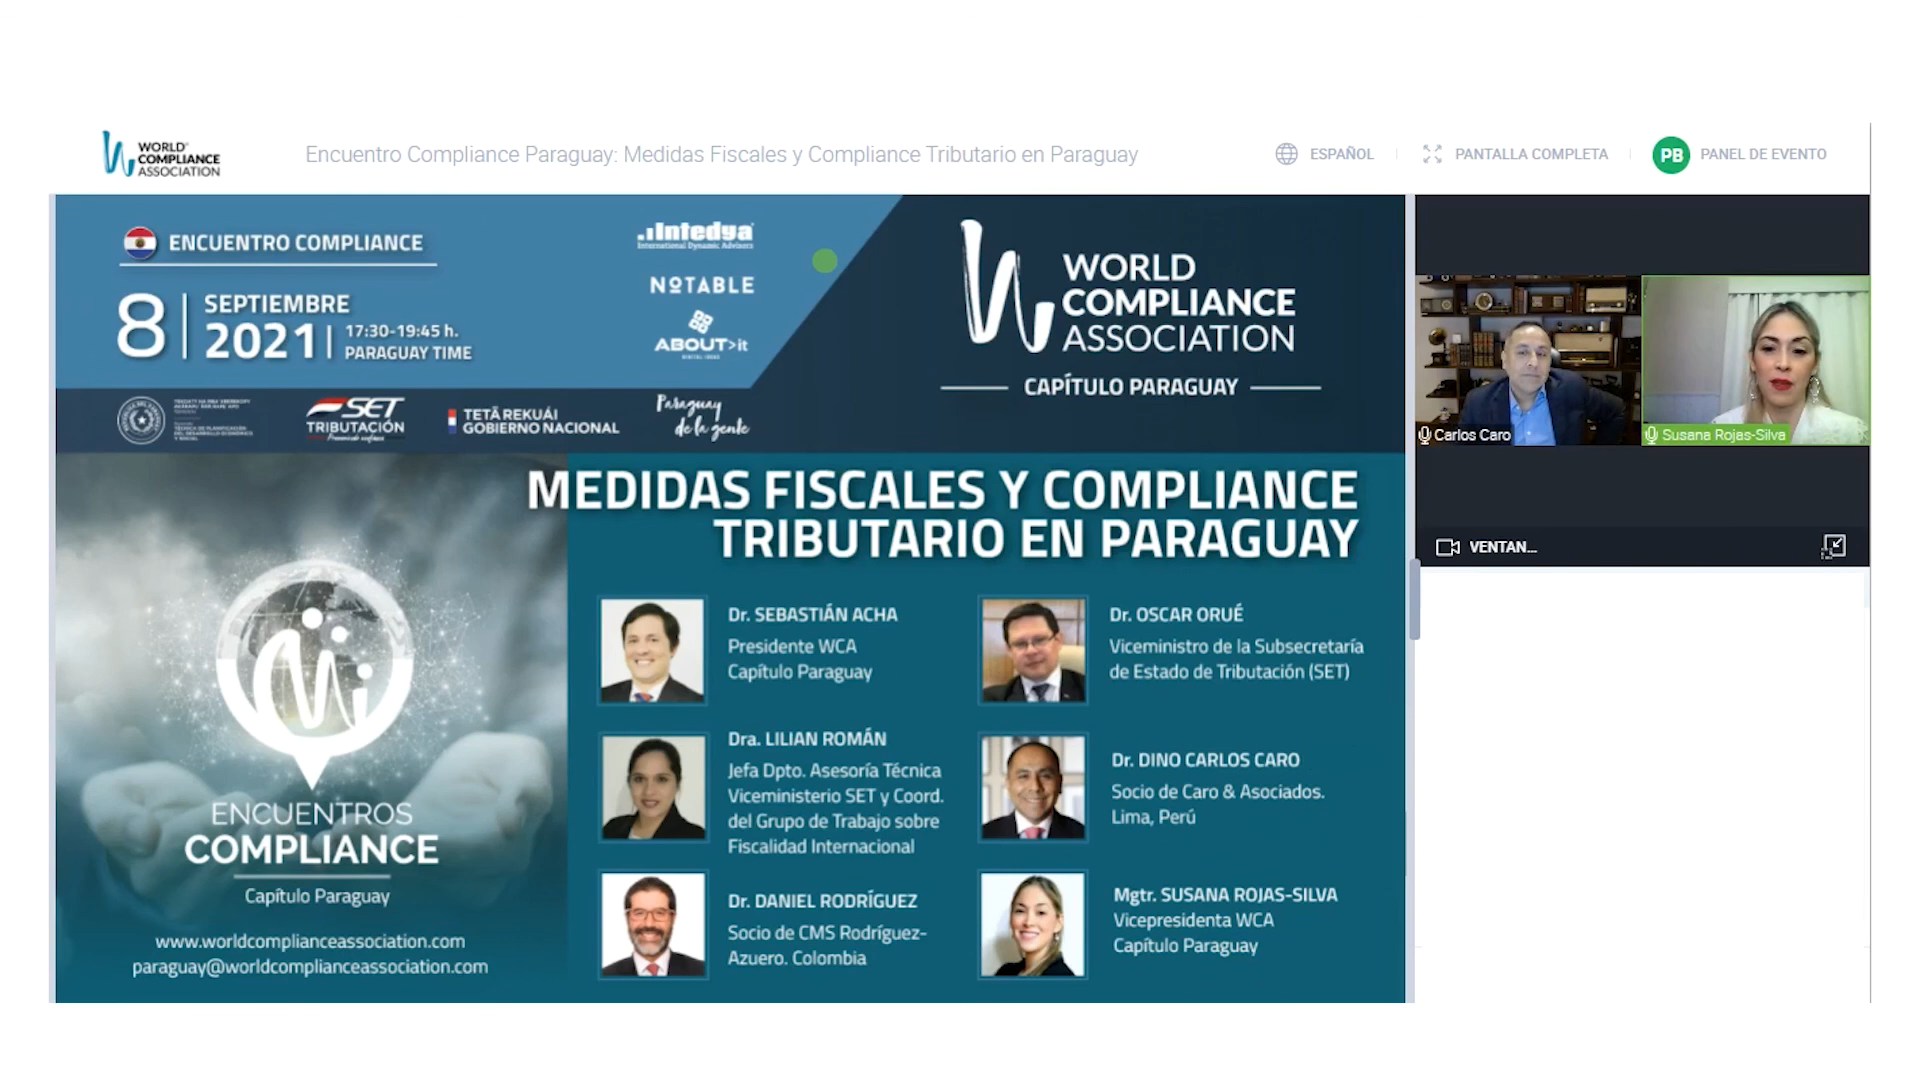 WORLD
COMPLIANCE
ASSOCIATION
Encuentro Compliance Paraguay: Medidas Fiscales y Compliance Tributario en Paraguay
ESPAÑOL
PANTALLA COMPLETA
PB
PANEL DE EVENTO
ENCUENTRO COMPLIANCE
8
SEPTIEMBRE
2021
17:30-19:45 h.
PARAGUAY TIME
Intedya
International Dynamic Advisors
NOTABLE
ABOUT>it
DIGITAL IDEAS
WORLD
COMPLIANCE
ASSOCIATION
CAPÍTULO PARAGUAY
SET
TRIBUTACIÓN
TETÃ REKUÁI
GOBIERNO NACIONAL
Paraguay
de la gente
MEDIDAS FISCALES Y COMPLIANCE
TRIBUTARIO EN PARAGUAY
ENCUENTROS
COMPLIANCE
Capítulo Paraguay
www.worldcomplianceassociation.com
paraguay@worldcomplianceassociation.com
Dr. SEBASTIÁN ACHA
Presidente WCA
Capítulo Paraguay
Dr. OSCAR ORUÉ
Viceministro de la Subsecretaría
de Estado de Tributación (SET)
Dra. LILIAN ROMÁN
Jefa Dpto. Asesoría Técnica
Viceministerio SET y Coord.
del Grupo de Trabajo sobre
Fiscalidad Internacional
Dr. DINO CARLOS CARO
Socio de Caro & Asociados.
Lima, Perú
Dr. DANIEL RODRÍGUEZ
Socio de CMS Rodríguez-
Azuero. Colombia
Mgtr. SUSANA ROJAS-SILVA
Vicepresidenta WCA
Capítulo Paraguay
Carlos Caro
Susana Rojas-Silva
VENTAN...